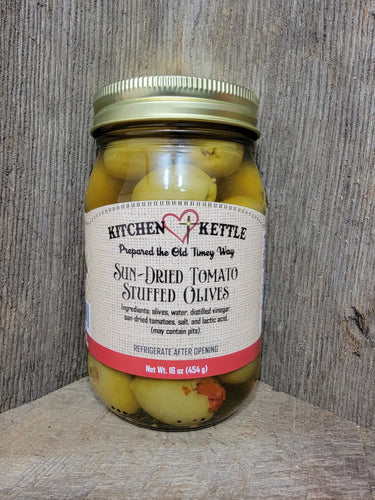 KITCHEN KETTLE
Prepared the Old Timey Way
SUN-DRIED TOMATO
STUFFED OLIVES
Ingredients: olives, water, distilled vinegar
sun-dried tomatoes, salt, and lactic acid.
(may contain pits).
REFRIGERATE AFTER OPENING
Net Wt. 16 oz (454 g)